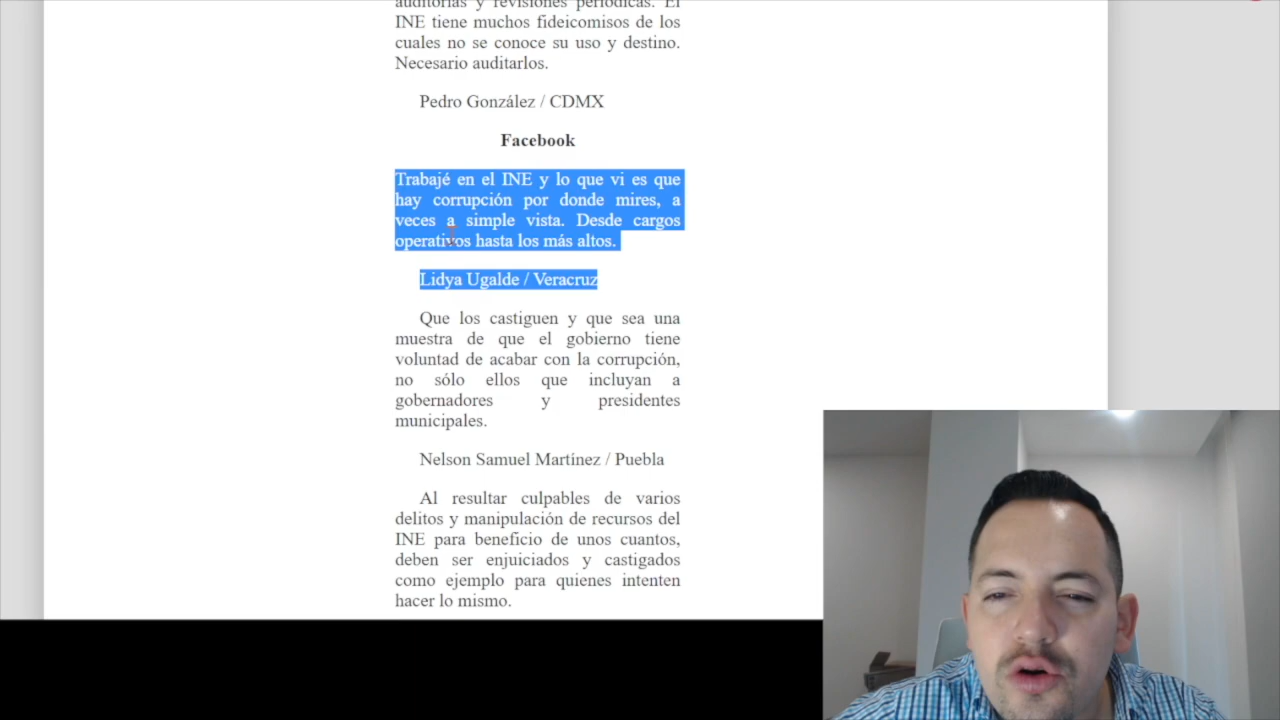 auditorías y revisiones periódicas. El
INE tiene muchos fideicomisos de los
cuales no se conoce su uso y destino.
Necesario auditarlos.
Pedro González / CDMX
Facebook
Trabajé en el INE y lo que vi es que
hay corrupción por donde mires, a
veces a simple vista. Desde cargos
operativos hasta los más altos.
Lidya Ugalde / Veracruz
Que los castiguen y que sea una
muestra de que el gobierno tiene
voluntad de acabar con la corrupción,
no sólo ellos que incluyan a
gobernadores y presidentes
municipales.
Nelson Samuel Martínez / Puebla
Al resultar culpables de varios
delitos y manipulación de recursos del
INE para beneficio de unos cuantos,
deben ser enjuiciados y castigados
como ejemplo para quienes intenten
hacer lo mismo.